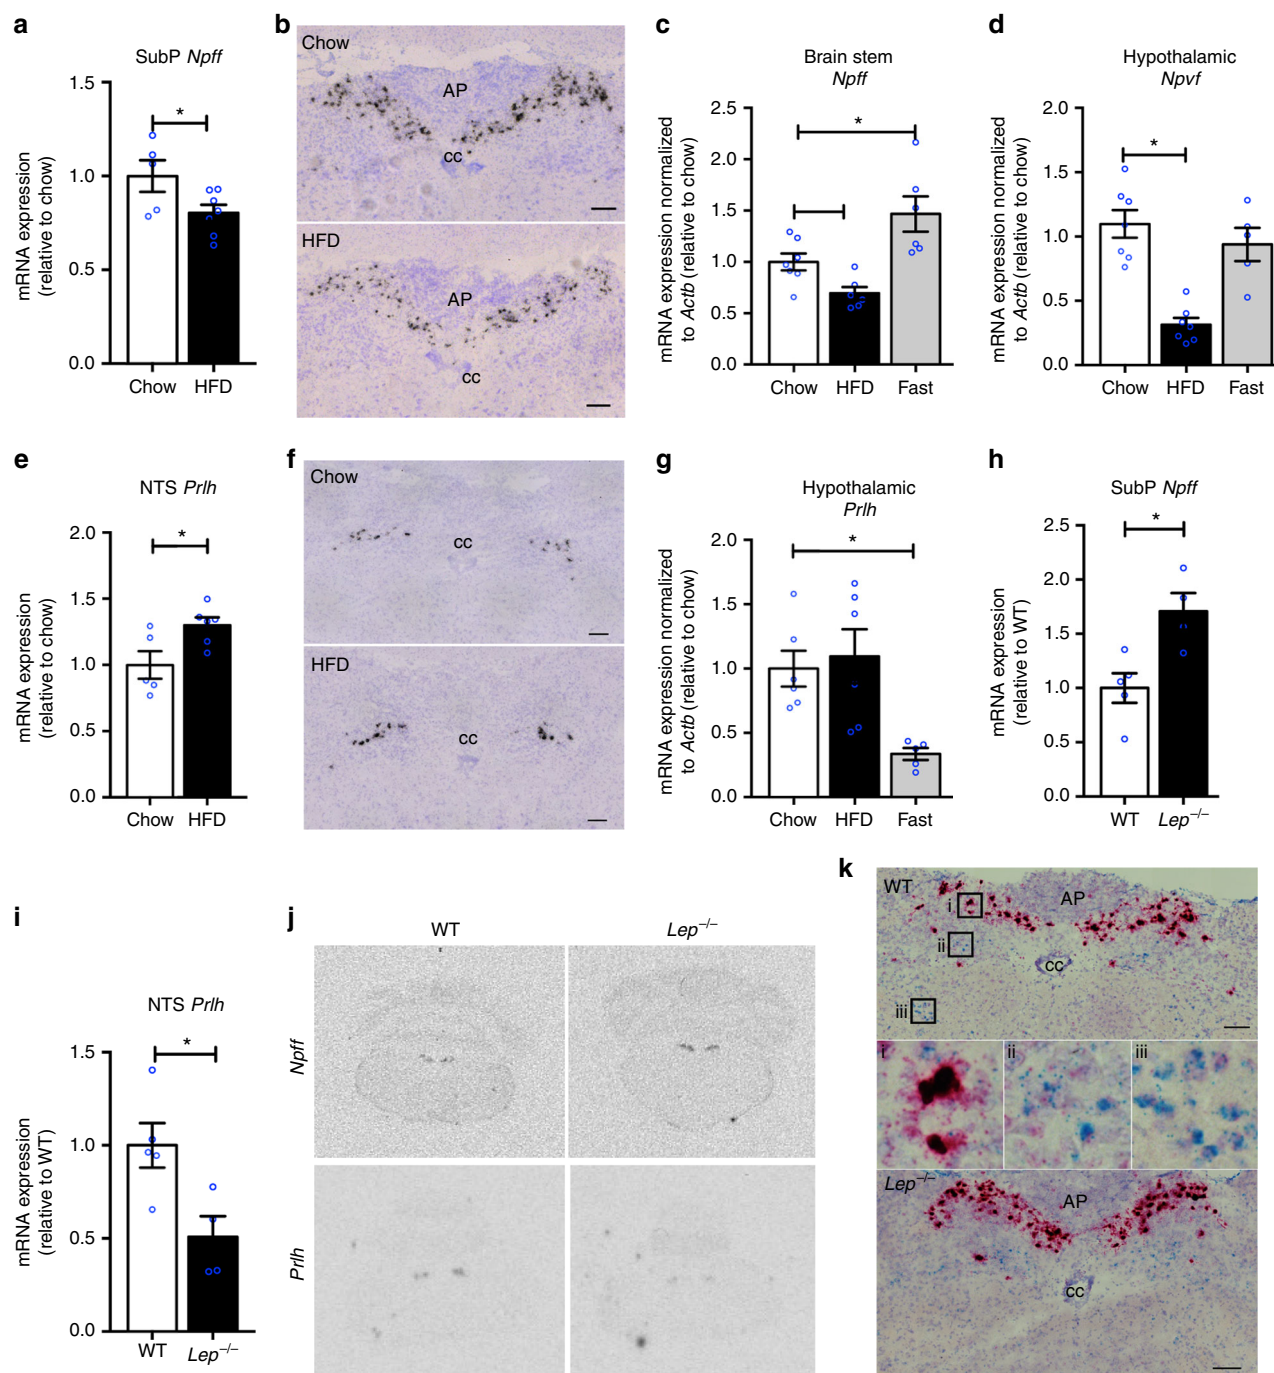 a
SubP Npff
mRNA expression
(relative to chow)
1.5
1.0
0.5
0.0
*
Chow
HFD
b
Chow
AP
cc
HFD
AP
cc
c
Brain stem
Npff
mRNA expression normalized
to Actb (relative to chow)
2.5
2.0
1.5
1.0
0.5
0.0
*
Chow
HFD
Fast
d
Hypothalamic
Npvf
mRNA expression normalized
to Actb (relative to chow)
2.0
1.5
1.0
0.5
0.0
*
Chow
HFD
Fast
e
NTS Prlh
mRNA expression
(relative to chow)
2.0
1.5
1.0
0.5
0.0
*
Chow
HFD
f
Chow
cc
HFD
cc
g
Hypothalamic
Prlh
mRNA expression normalized
to Actb (relative to chow)
2.0
1.5
1.0
0.5
0.0
*
Chow
HFD
Fast
h
SubP Npff
mRNA expression
(relative to WT)
2.5
2.0
1.5
1.0
0.5
0.0
*
WT
Lep–/–
i
NTS Prlh
mRNA expression
(relative to WT)
1.5
1.0
0.5
0.0
*
WT
Lep–/–
j
WT
Lep–/–
Npff
Prlh
k
WT
AP
i
ii
cc
iii
i
ii
iii
Lep–/–
AP
cc